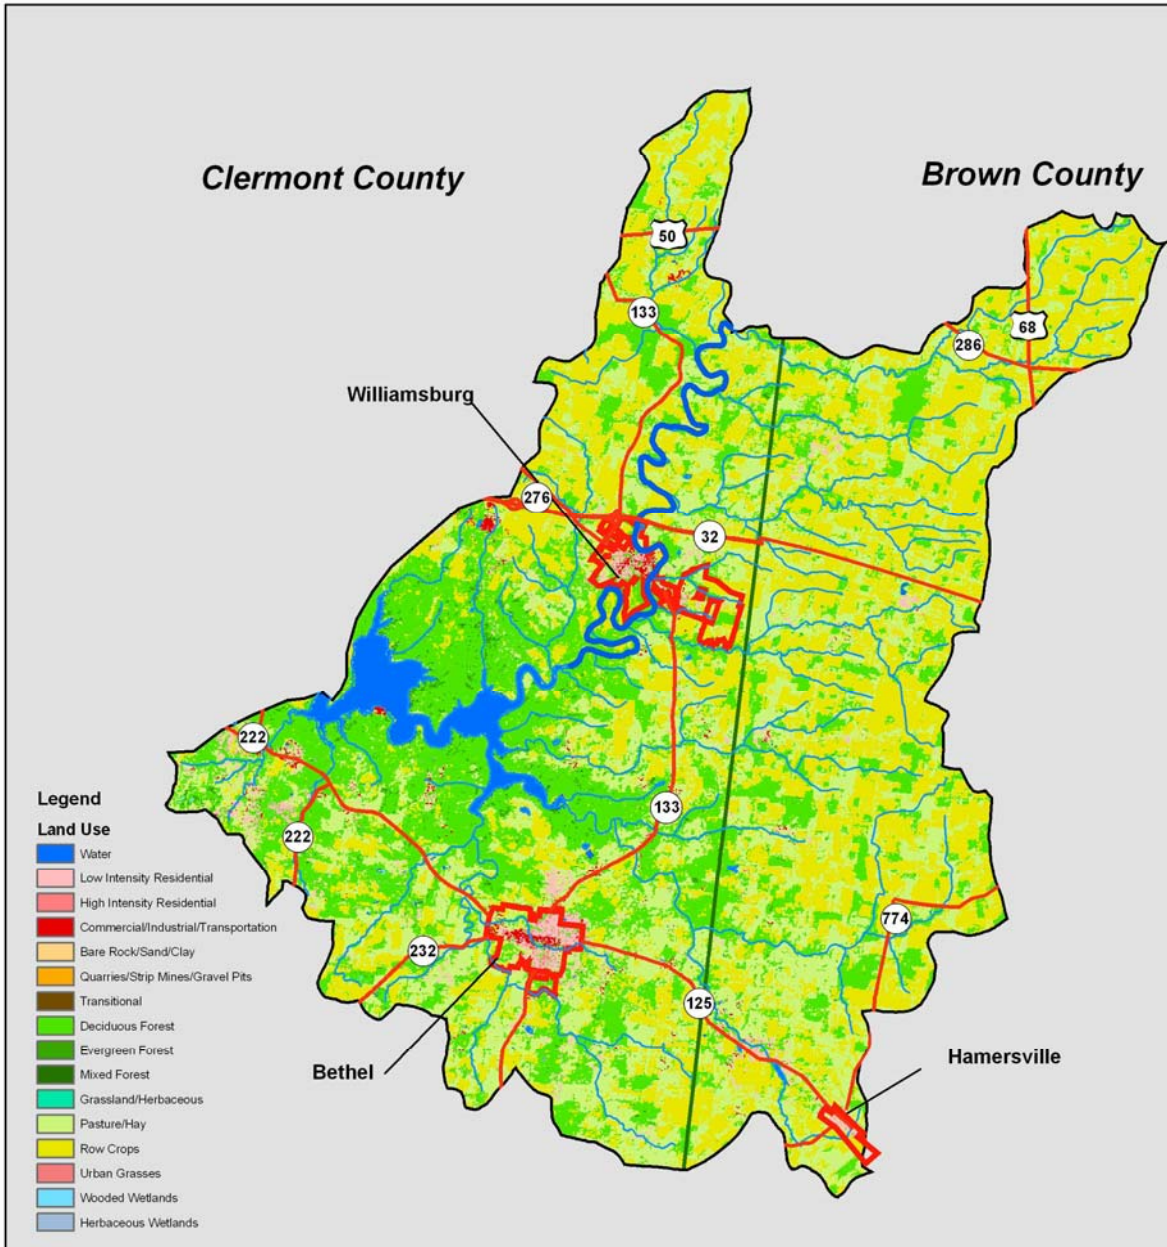 Clermont County
Brown County
50
133
68
286
Williamsburg
276
32
222
133
222
774
232
125
Bethel
Hamersville
Legend
Land Use
Water
Low Intensity Residential
High Intensity Residential
Commercial/Industrial/Transportation
Bare Rock/Sand/Clay
Quarries/Strip Mines/Gravel Pits
Transitional
Deciduous Forest
Evergreen Forest
Mixed Forest
Grassland/Herbaceous
Pasture/Hay
Row Crops
Urban Grasses
Wooded Wetlands
Herbaceous Wetlands